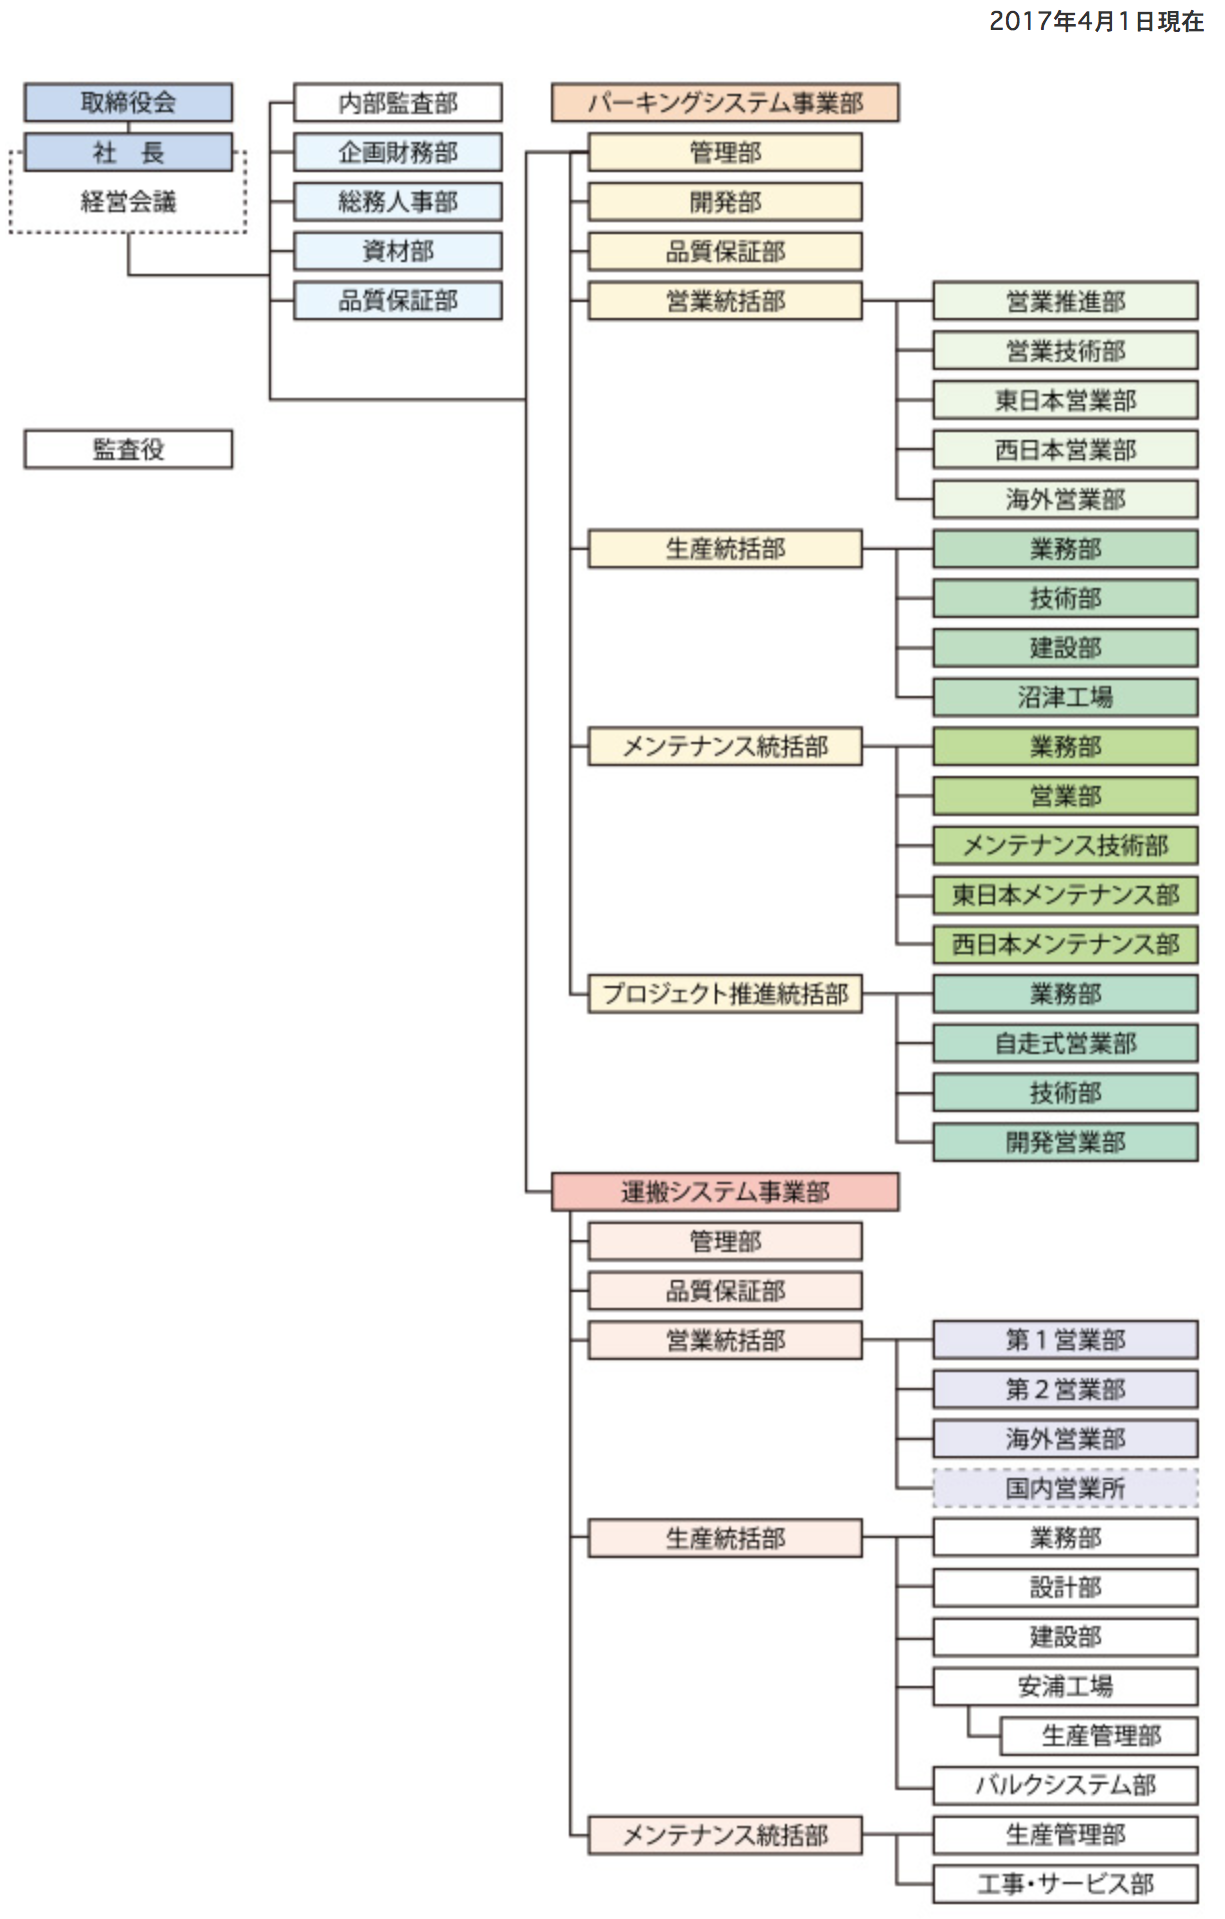 2017年4月1日現在
取締役会
社　長
経営会議
監査役
内部監査部
企画財務部
総務人事部
資材部
品質保証部
パーキングシステム事業部
管理部
開発部
品質保証部
営業統括部
営業推進部
営業技術部
東日本営業部
西日本営業部
海外営業部
生産統括部
業務部
技術部
建設部
沼津工場
メンテナンス統括部
業務部
営業部
メンテナンス技術部
東日本メンテナンス部
西日本メンテナンス部
プロジェクト推進統括部
業務部
自走式営業部
技術部
開発営業部
運搬システム事業部
管理部
品質保証部
営業統括部
第１営業部
第２営業部
海外営業部
国内営業所
生産統括部
業務部
設計部
建設部
安浦工場
生産管理部
バルクシステム部
メンテナンス統括部
生産管理部
工事・サービス部